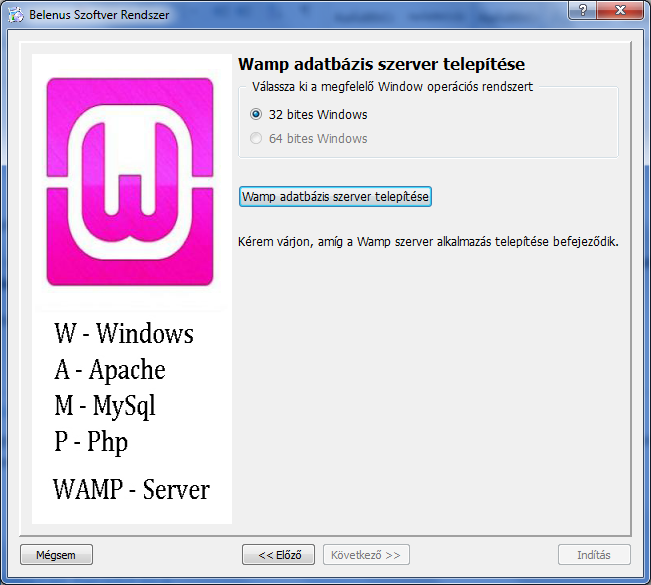 Belenus Szoftver Rendszer
Wamp adatbázis szerver telepítése
Válassza ki a megfelelő Window operációs rendszert
32 bites Windows
64 bites Windows
Wamp adatbázis szerver telepítése
Kérem várjon, amíg a Wamp szerver alkalmazás telepítése befejeződik.
W
W - Windows
A - Apache
M - MySql
P - Php
WAMP - Server
Mégsem
<< Előző
Következő >>
Indítás